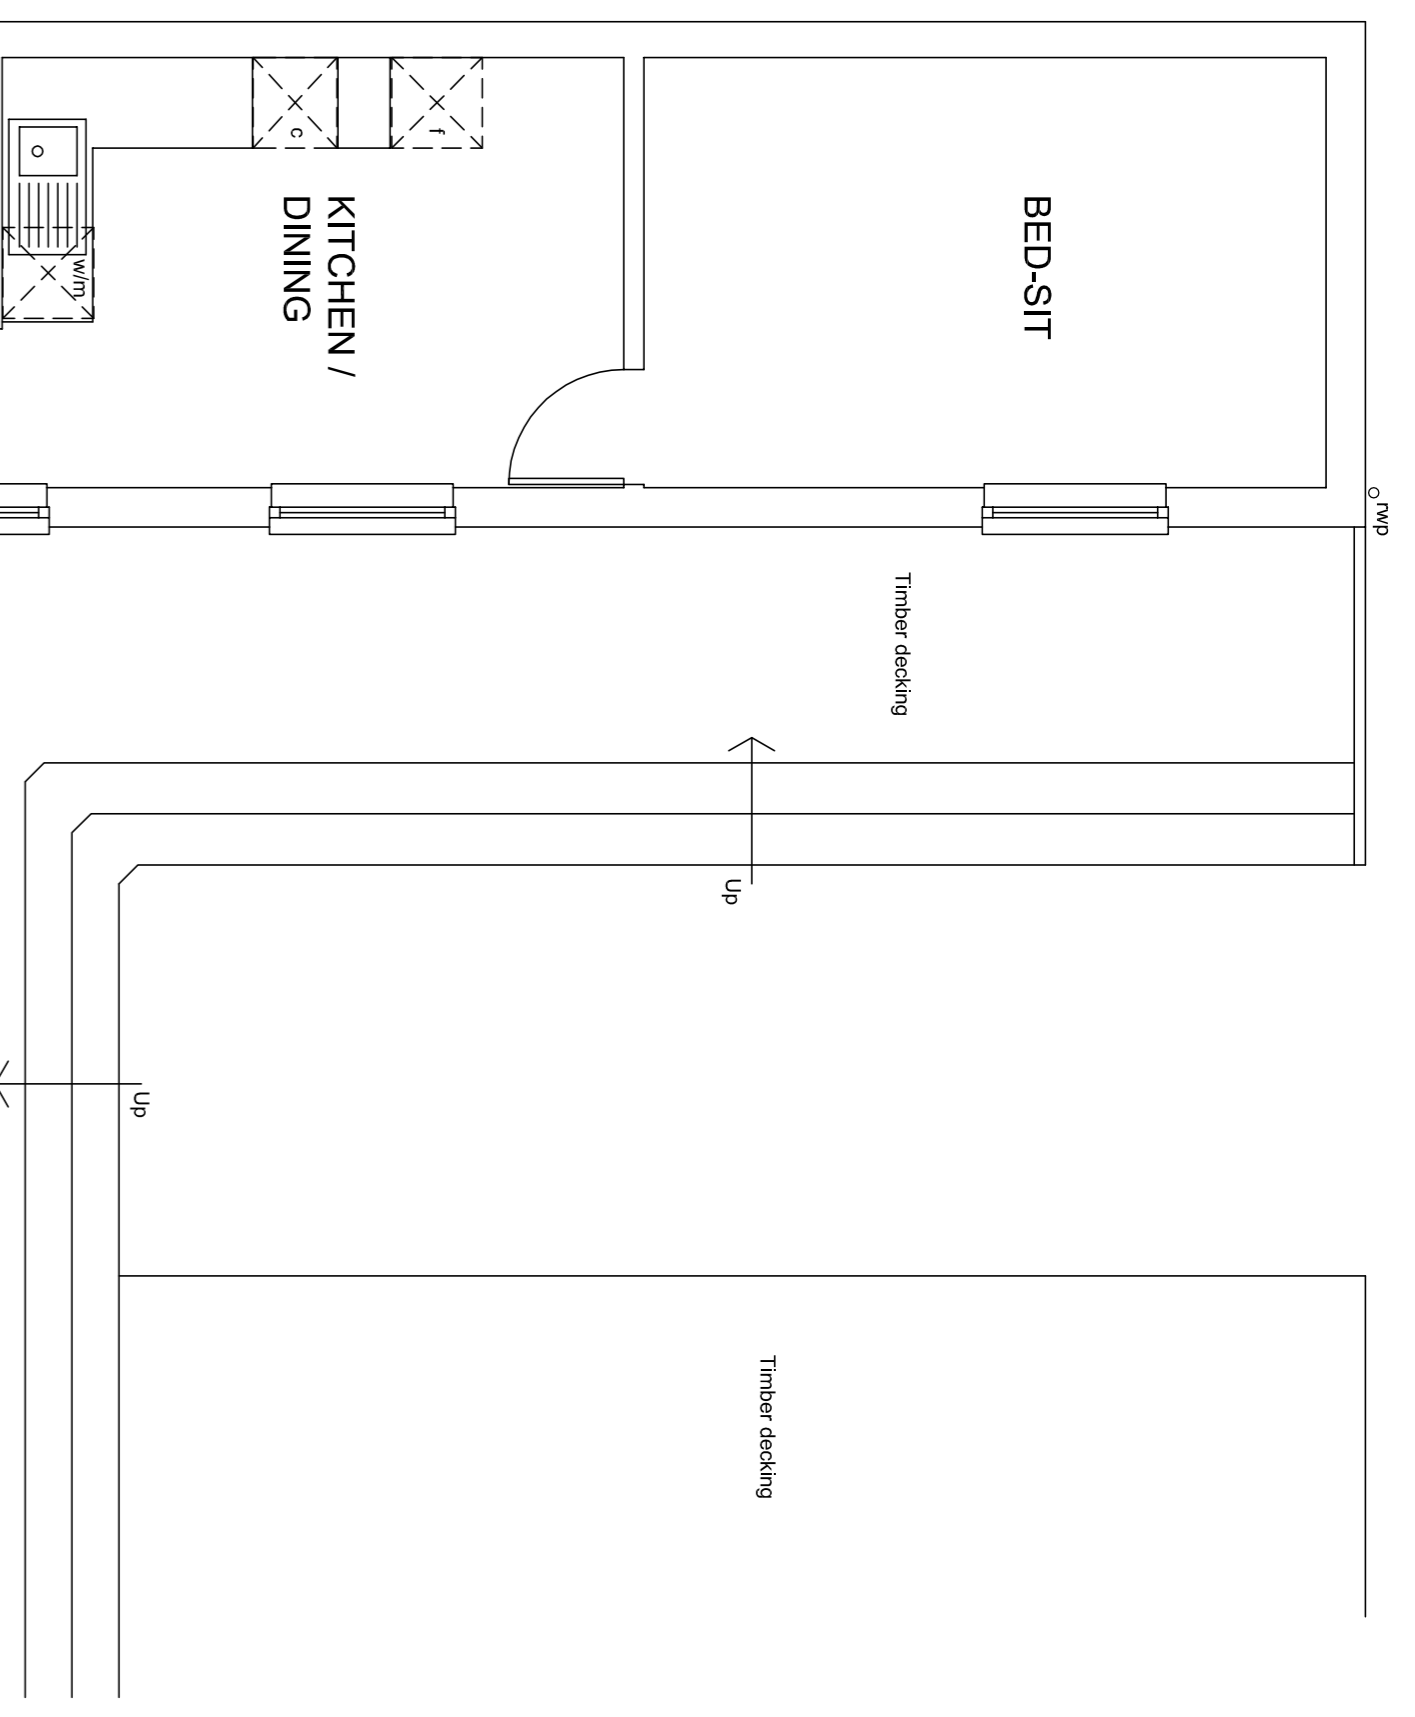 BED-SIT
KITCHEN /
DINING
c
f
w/m
rwp
Timber decking
Up
Up
Timber decking